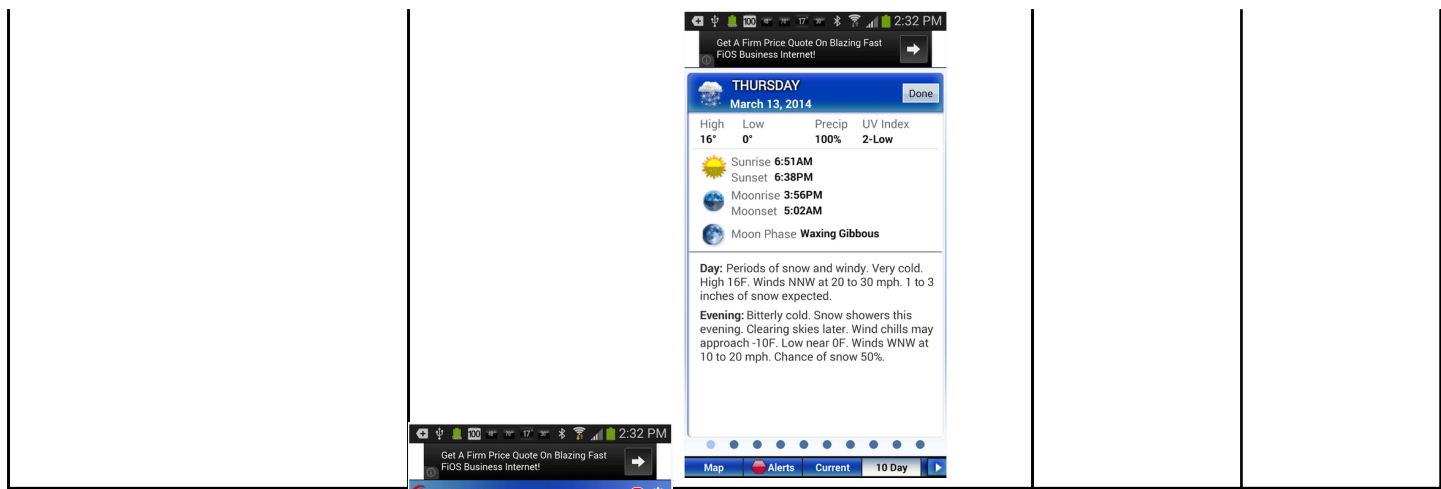 100 17° 2:32 PM
Get A Firm Price Quote On Blazing Fast
FiOS Business Internet!
THURSDAY
Done
March 13, 2014
High Low Precip UV Index
16° 0° 100% 2-Low
Sunrise 6:51AM
Sunset 6:38PM
Moonrise 3:56PM
Moonset 5:02AM
Moon Phase Waxing Gibbous
Day: Periods of snow and windy. Very cold.
High 16F. Winds NNW at 20 to 30 mph. 1 to 3
inches of snow expected.
Evening: Bitterly cold. Snow showers this
evening. Clearing skies later. Wind chills may
approach -10F. Low near 0F. Winds WNW at
10 to 20 mph. Chance of snow 50%.
Map Alerts Current 10 Day
100 17° 2:32 PM
Get A Firm Price Quote On Blazing Fast
FiOS Business Internet!